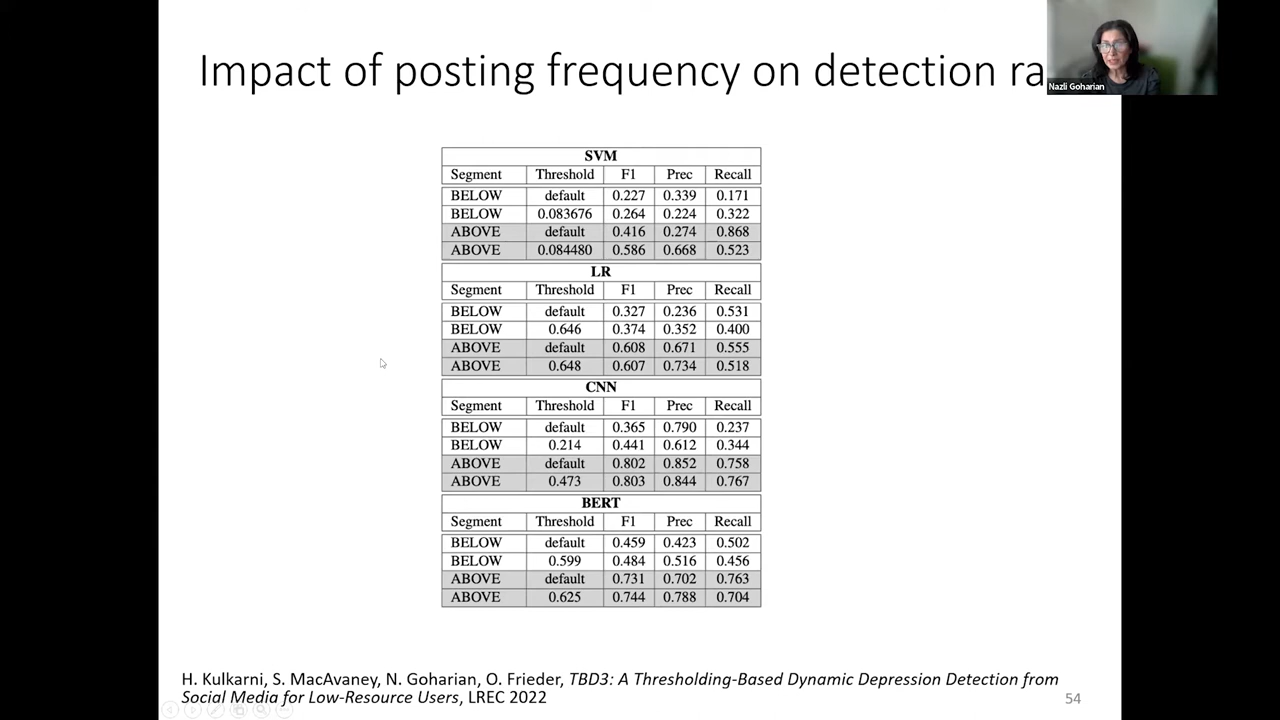 Impact of posting frequency on detection ra
Nazli Goharian
SVM
Segment Threshold F1 Prec Recall
BELOW default 0.227 0.339 0.171
BELOW 0.083676 0.264 0.224 0.322
ABOVE default 0.416 0.274 0.868
ABOVE 0.084480 0.586 0.668 0.523
LR
Segment Threshold F1 Prec Recall
BELOW default 0.327 0.236 0.531
BELOW 0.646 0.374 0.352 0.400
ABOVE default 0.608 0.671 0.555
ABOVE 0.648 0.607 0.734 0.518
CNN
Segment Threshold F1 Prec Recall
BELOW default 0.365 0.790 0.237
BELOW 0.214 0.441 0.612 0.344
ABOVE default 0.802 0.852 0.758
ABOVE 0.473 0.803 0.844 0.767
BERT
Segment Threshold F1 Prec Recall
BELOW default 0.459 0.423 0.502
BELOW 0.599 0.484 0.516 0.456
ABOVE default 0.731 0.702 0.763
ABOVE 0.625 0.744 0.788 0.704
H. Kulkarni, S. MacAvaney, N. Goharian, O. Frieder, TBD3: A Thresholding-Based Dynamic Depression Detection from
Social Media for Low-Resource Users, LREC 2022
54